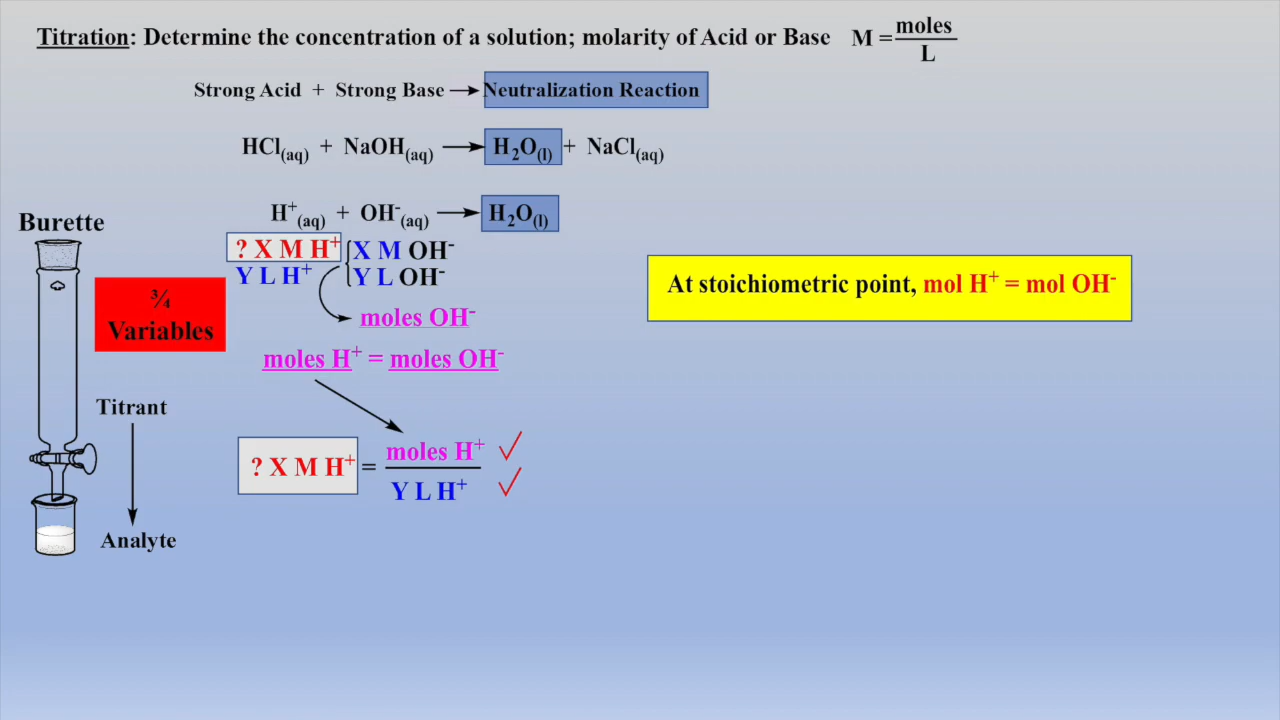 Titration: Determine the concentration of a solution; molarity of Acid or Base M = moles / L
Strong Acid + Strong Base → Neutralization Reaction
HCl(aq) + NaOH(aq) → H₂O(l) + NaCl(aq)
H⁺(aq) + OH⁻(aq) → H₂O(l)
Burette
? X M H⁺ X M OH⁻
Y L H⁺ Y L OH⁻
At stoichiometric point, mol H⁺ = mol OH⁻
¾
Variables
moles OH⁻
moles H⁺ = moles OH⁻
Titrant
? X M H⁺ = moles H⁺ ✓
Y L H⁺ ✓
Analyte